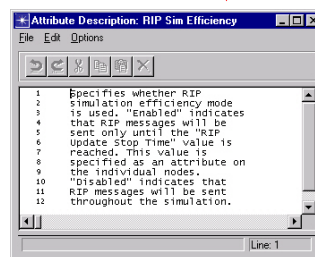 Attribute Description: RIP Sim Efficiency
File Edit Options
1 Specifies whether RIP
2 simulation efficiency mode
3 is used. "Enabled" indicates
4 that RIP messages will be
5 sent only until the "RIP
6 Update Stop Time" value is
7 reached. This value is
8 specified as an attribute on
9 the individual nodes.
10 "Disabled" indicates that
11 RIP messages will be sent
12 throughout the simulation.
Line: 1